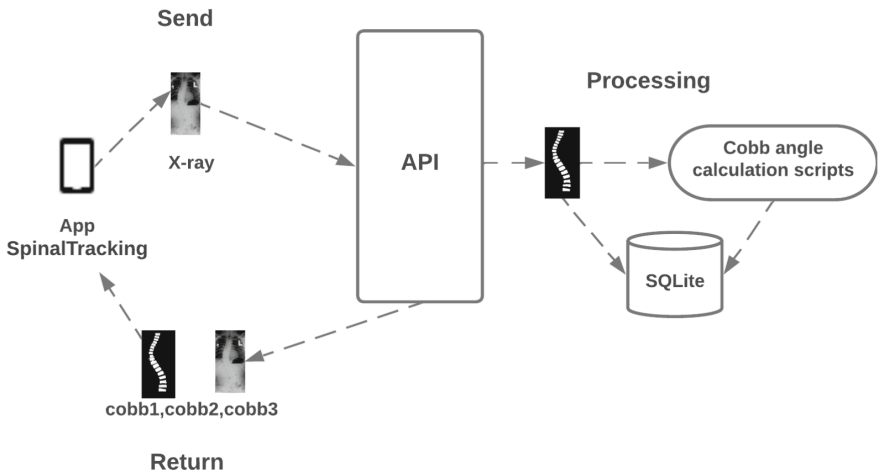 Send
Processing
X-ray
API
Cobb angle
calculation scripts
App
SpinalTracking
SQLite
cobb1,cobb2,cobb3
Return